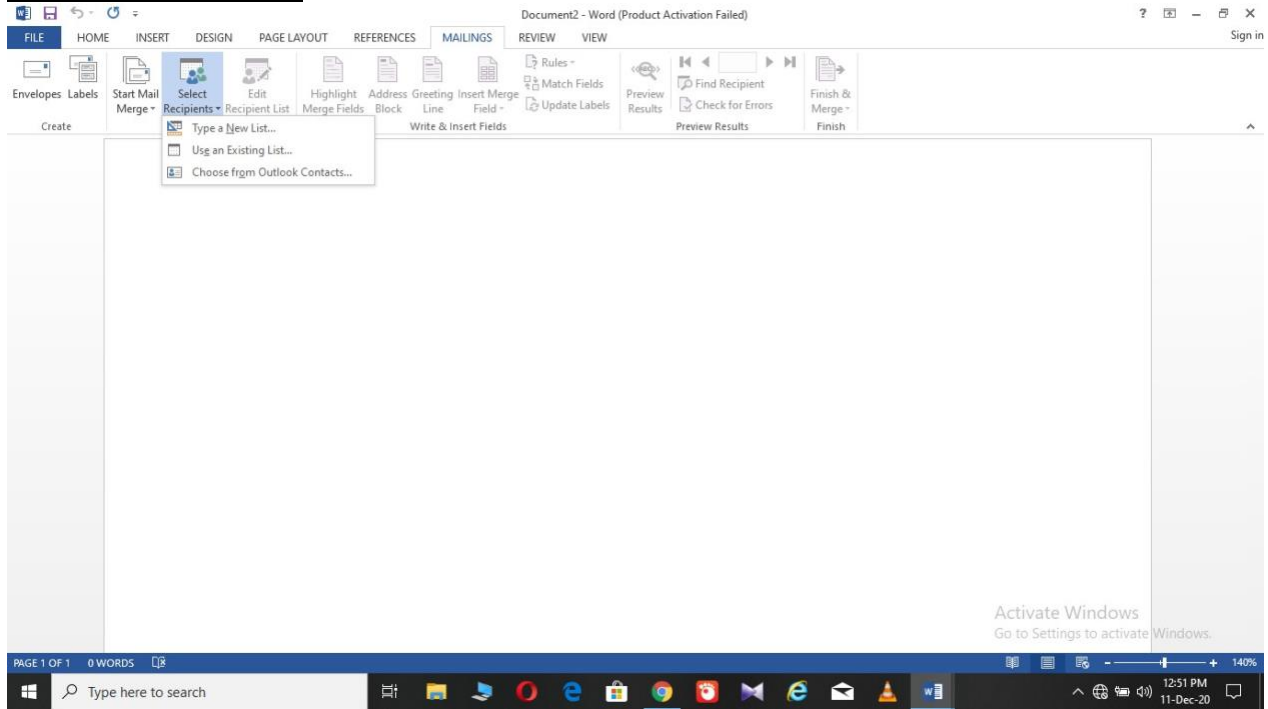 Document2 - Word (Product Activation Failed)
FILE HOME INSERT DESIGN PAGE LAYOUT REFERENCES MAILINGS REVIEW VIEW Sign in
Envelopes Labels
Create
Start Mail Merge
Select Recipients
Edit Recipient List
Highlight Merge Fields
Address Block
Greeting Line
Insert Merge Field
Rules
Match Fields
Update Labels
Write & Insert Fields
Preview Results
Find Recipient
Check for Errors
Preview Results
Finish & Merge
Finish
Type a New List...
Use an Existing List...
Choose from Outlook Contacts...
Activate Windows
Go to Settings to activate Windows.
PAGE 1 OF 1 0 WORDS 140%
Type here to search
12:51 PM
11-Dec-20